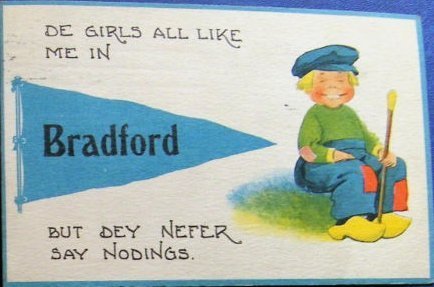 DE GIRLS ALL LIKE
ME IN
Bradford
BUT DEY NEFER
SAY NODINGS.